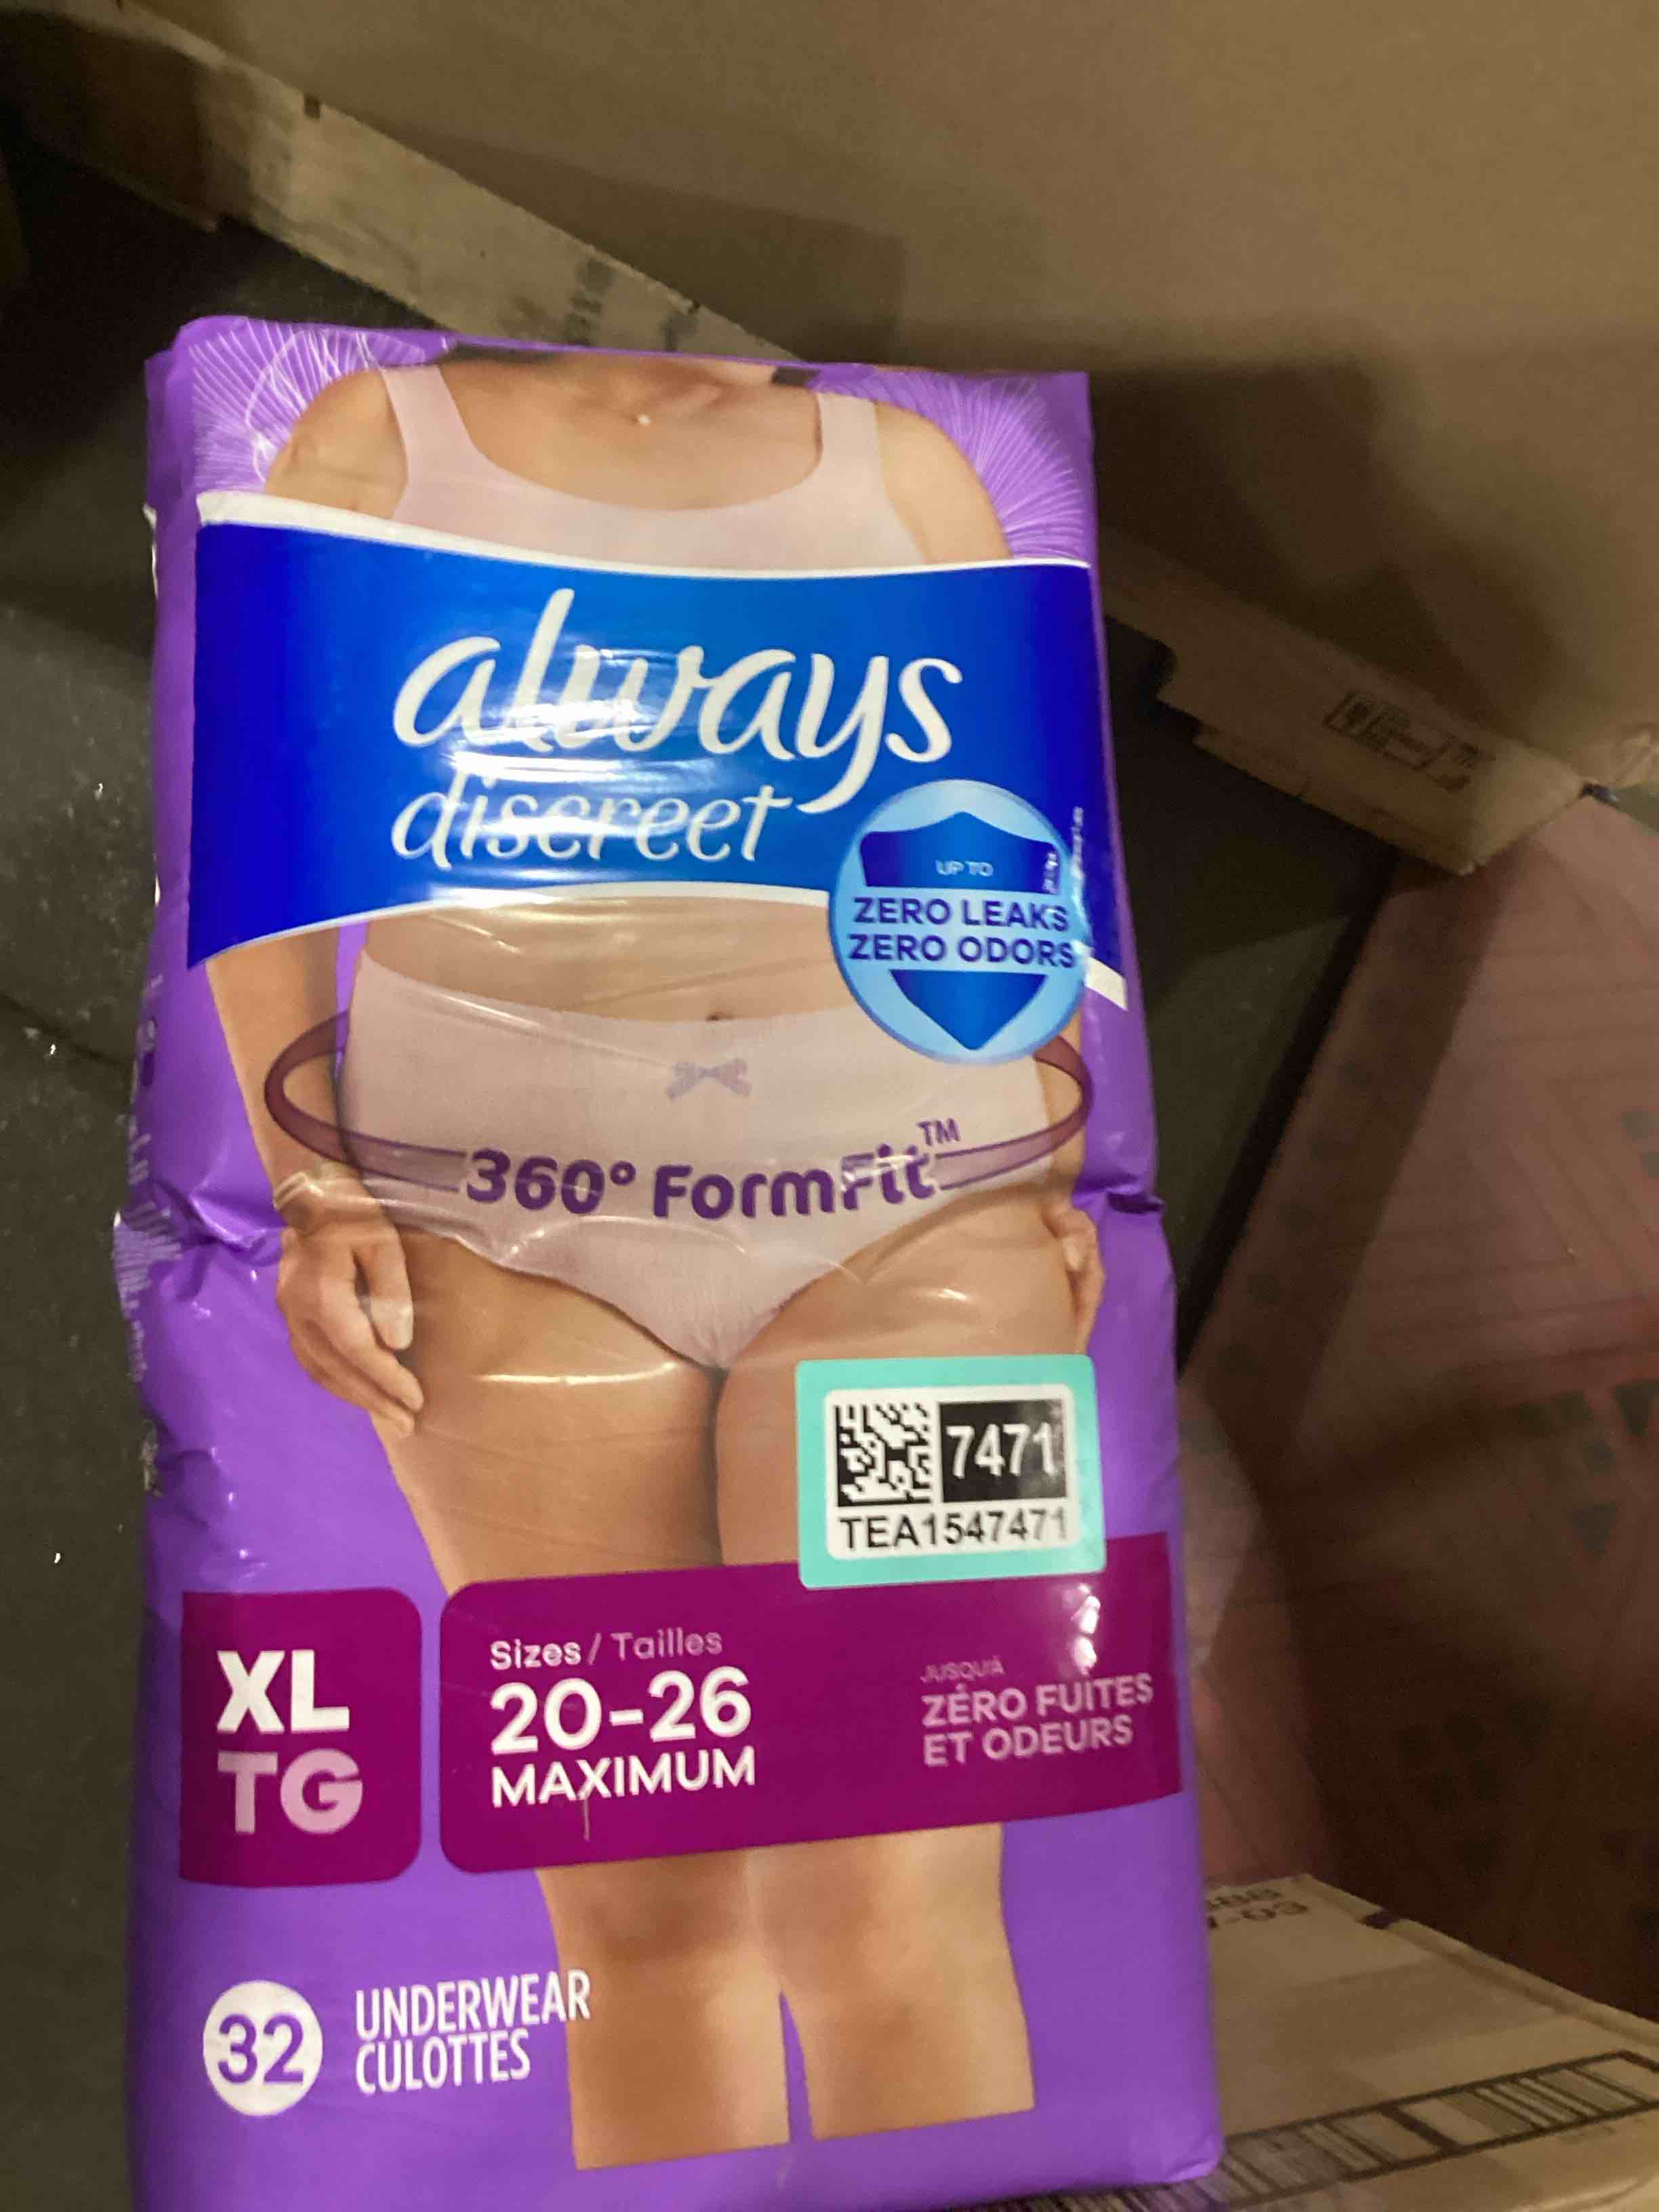 always
discreet
UP TO
ZERO LEAKS
ZERO ODORS
360° FormFit™
7471
TEA1547471
XL
TG
Sizes / Tailles
20-26
MAXIMUM
JUSQU'À
ZÉRO FUITES
ET ODEURS
32
UNDERWEAR
CULOTTES